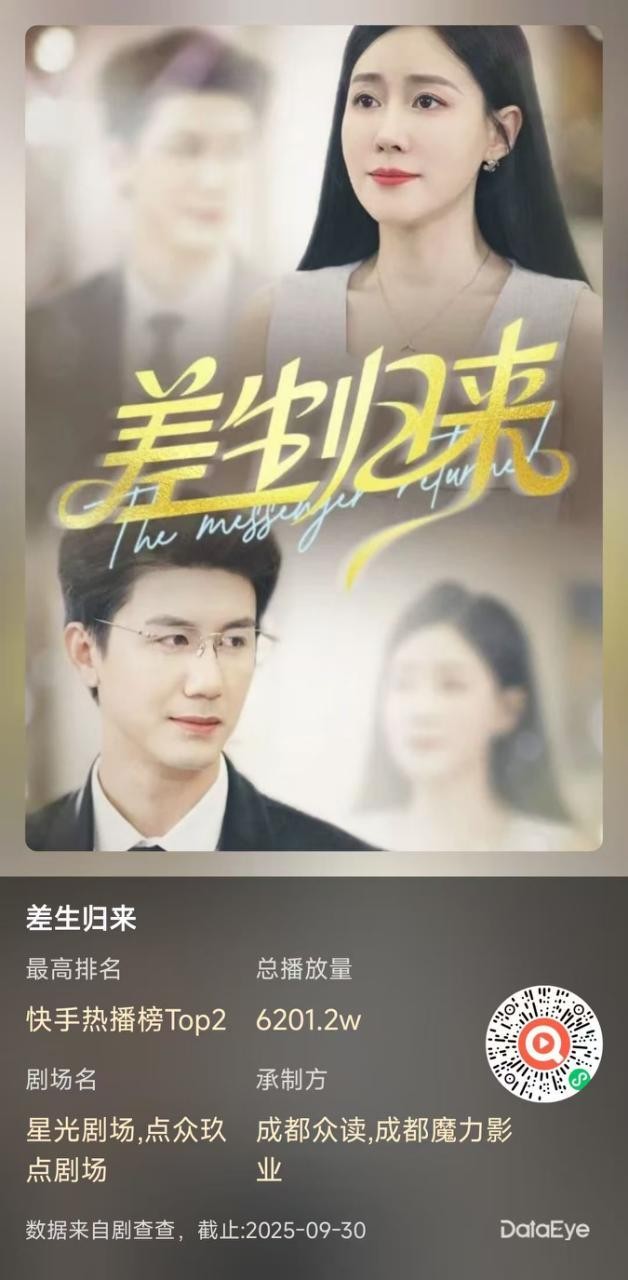 差生归来
The messenger returned
差生归来
最高排名
总播放量
快手热播榜Top2
6201.2w
剧场名
承制方
星光剧场,点众玖
点剧场
成都众读,成都魔力影
业
数据来自剧查查，截止:2025-09-30
DataEye